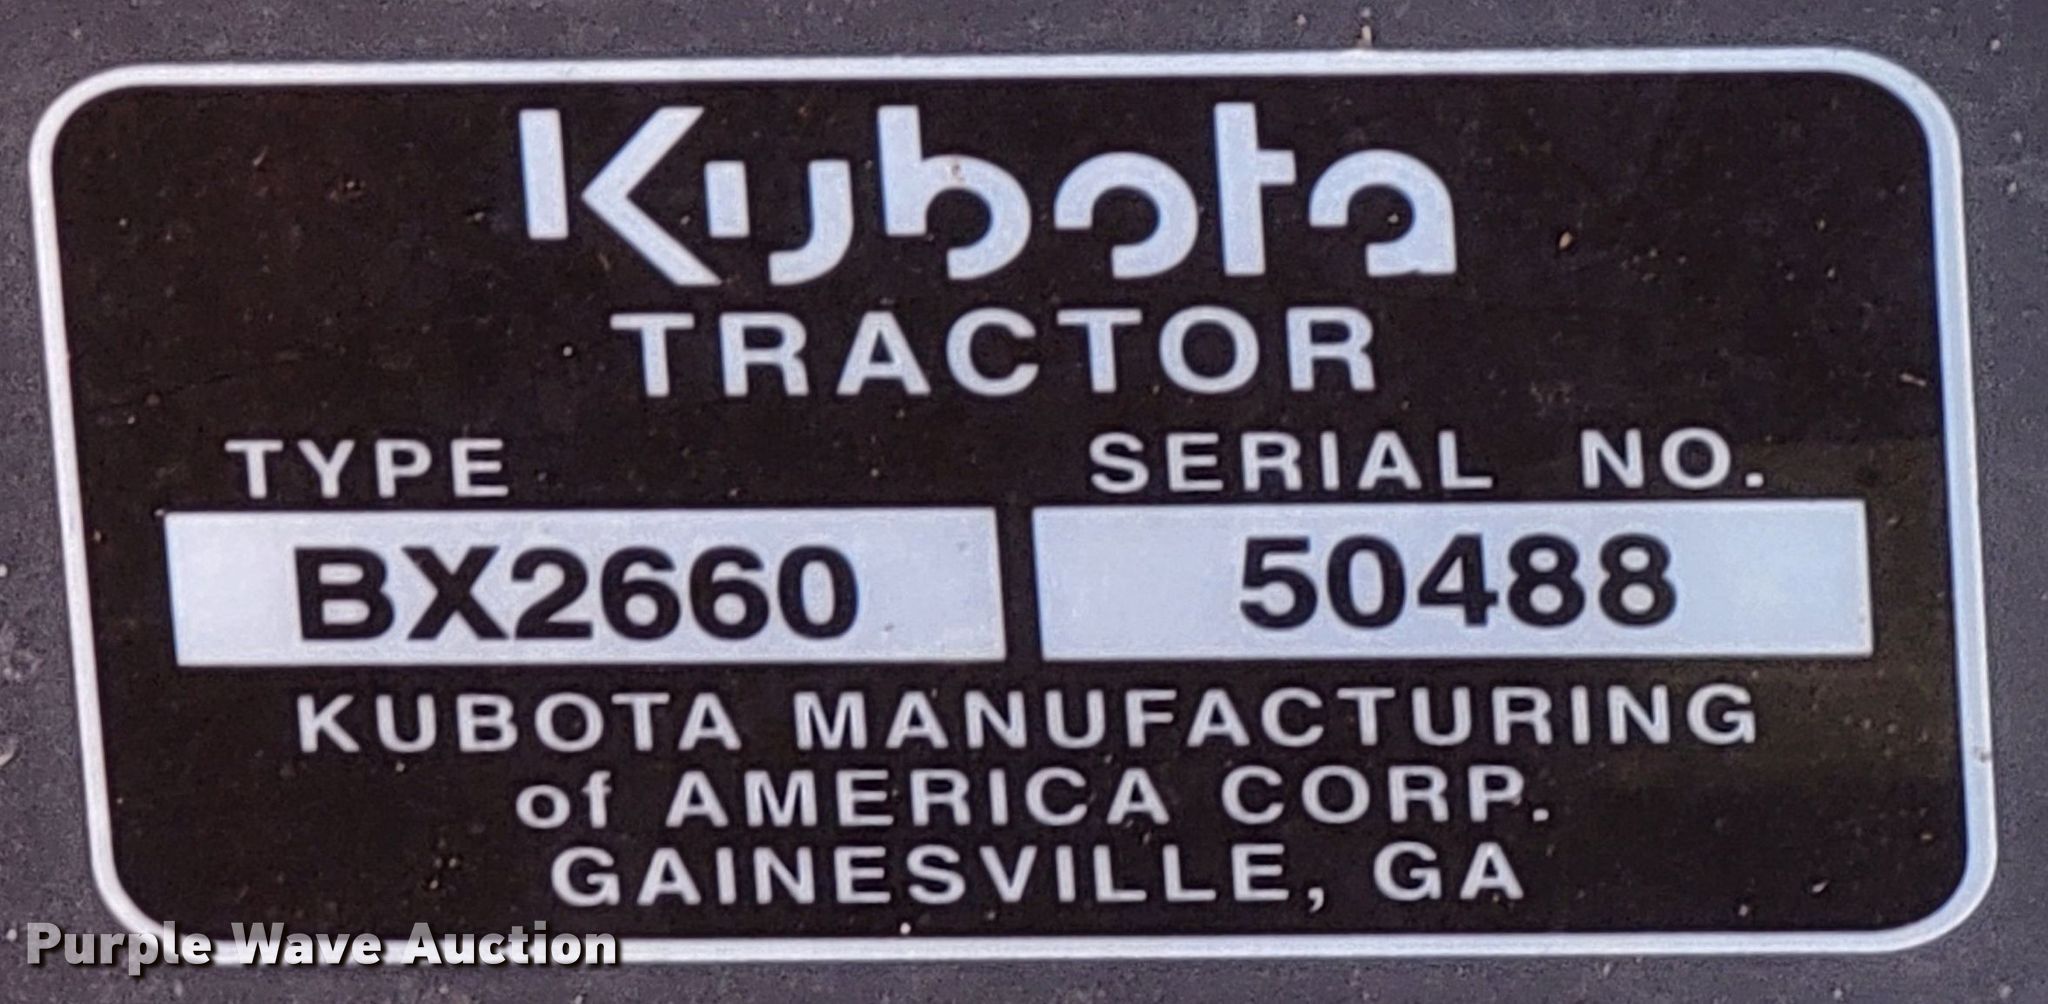 Kubota
TRACTOR
TYPE SERIAL NO.
BX2660 50488
KUBOTA MANUFACTURING
of AMERICA CORP.
GAINESVILLE, GA
Purple Wave Auction